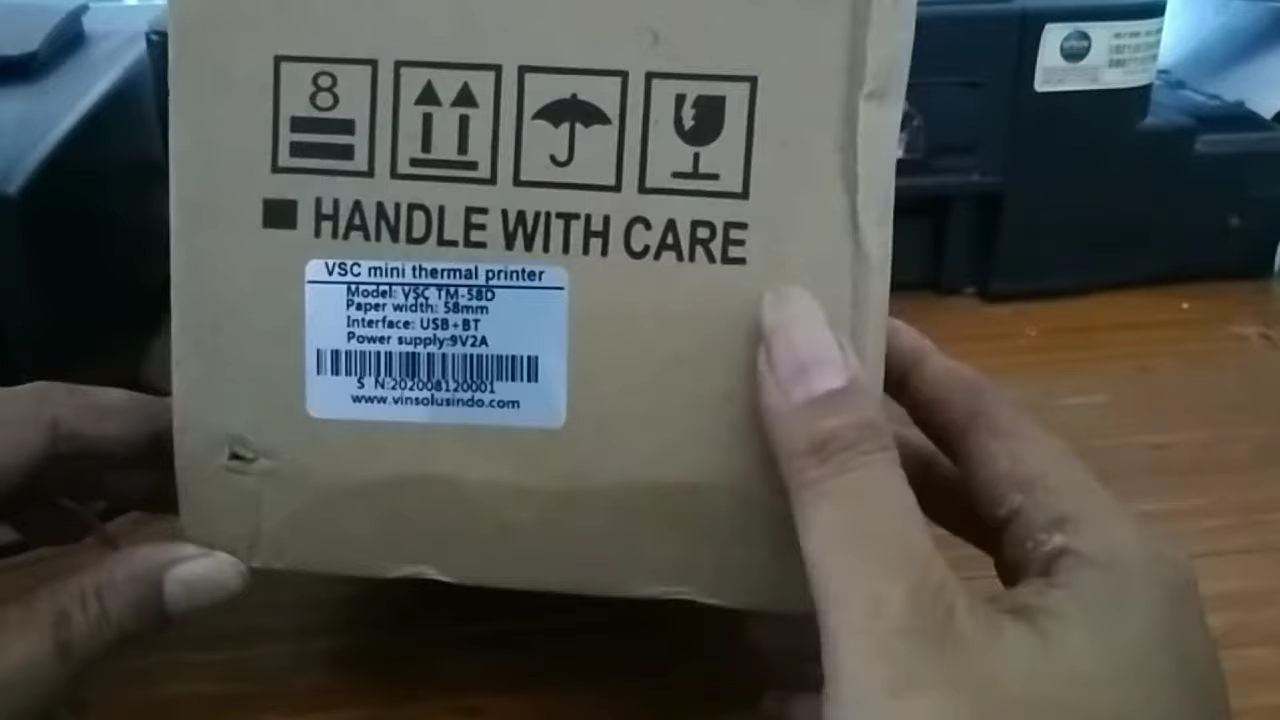 8
HANDLE WITH CARE
VSC mini thermal printer
Model: VSC TM-58D
Paper width: 58mm
Interface: USB+BT
Power supply:9V2A
S N:202008120001
www.vinsolusindo.com